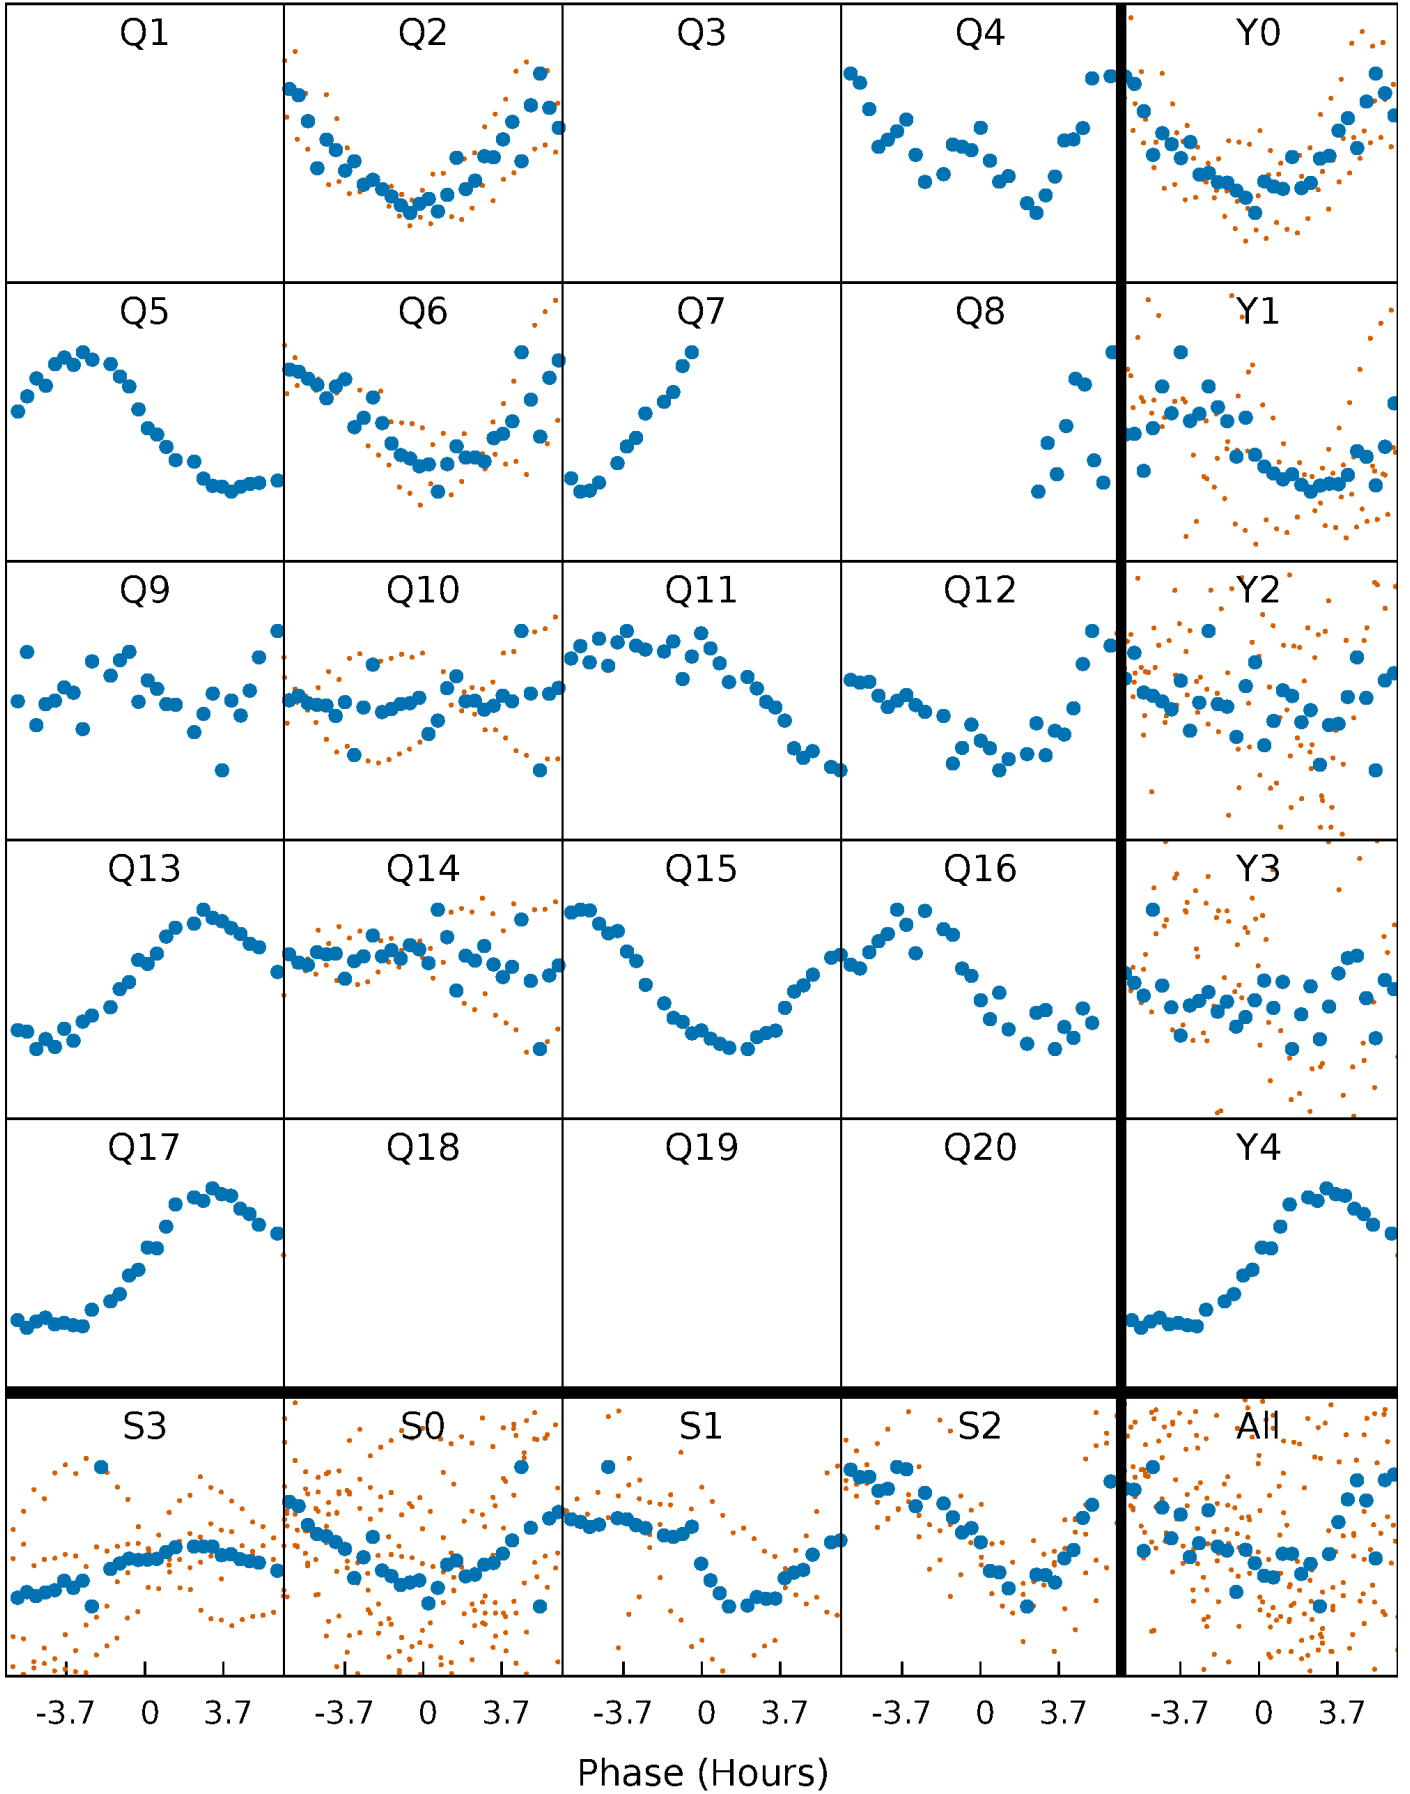 Q1 Q2 Q3 Q4 Y0
Q5 Q6 Q7 Q8 Y1
Q9 Q10 Q11 Q12 Y2
Q13 Q14 Q15 Q16 Y3
Q17 Q18 Q19 Q20 Y4
S3 S0 S1 S2 All
-3.7 0 3.7 -3.7 0 3.7 -3.7 0 3.7 -3.7 0 3.7 -3.7 0 3.7
Phase (Hours)